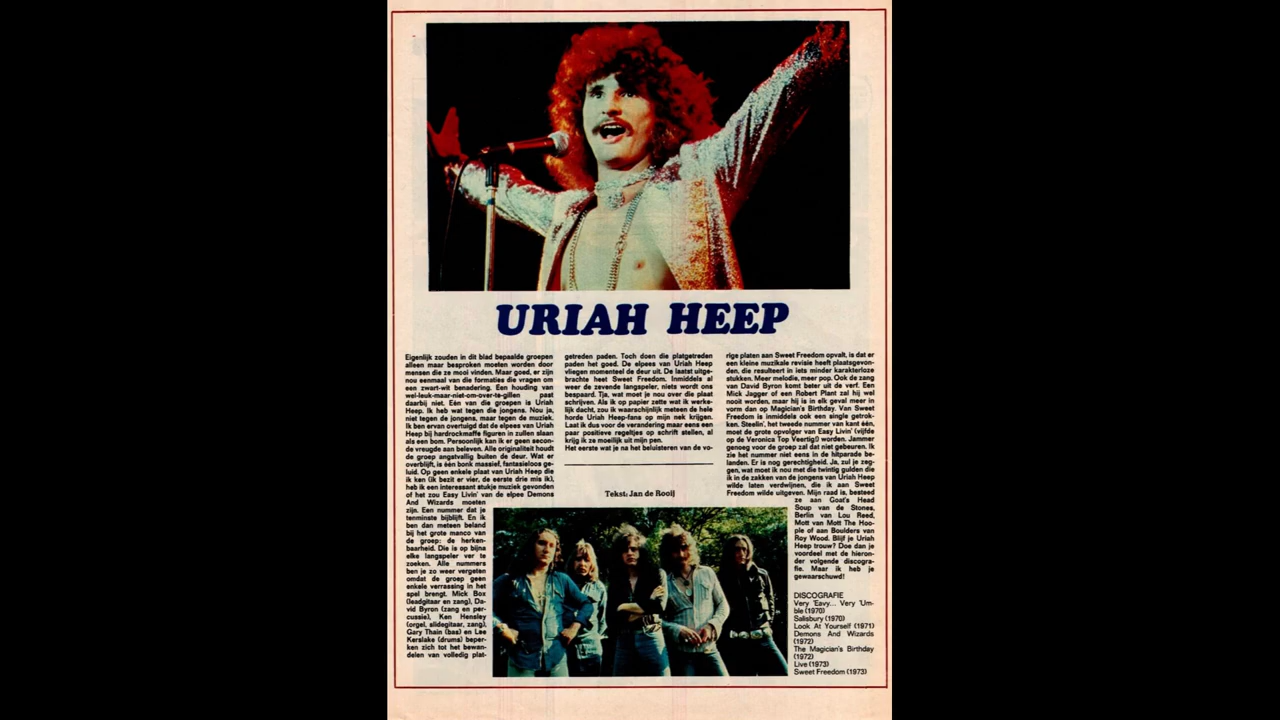 URIAH HEEP
Eigenlijk zouden in dit blad bepaalde groepen
alleen maar besproken moeten worden door
mensen die ze mooi vinden. Maar goed, er zijn
nou eenmaal van die formaties die vragen om
een zwart-wit benadering. Een houding van
wel-leuk-maar-niet-om-over-te-gillen past
daarbij niet. Eén van die groepen is Uriah
Heep. Ik heb wat tegen die jongens. Nou ja,
niet tegen de jongens, maar tegen de muziek.
Ik ben ervan overtuigd dat de elpees van Uriah
Heep bij hardrockmaffe figuren in zullen slaan
als een bom. Persoonlijk kan ik er geen secon-
de vreugde aan beleven. Alle originaliteit houdt
de groep angstvallig buiten de deur. Wat er
overblijft, is één bonk massief, fantasieloos ge-
luid. Op geen enkele plaat van Uriah Heep die
ik ken (ik bezit er vier, de eerste drie mis ik),
heb ik een interessant stukje muziek gevonden
of het zou Easy Livin' van de elpee Demons
And Wizards moeten
zijn. Een nummer dat je
tenminste bijblijft. En ik
ben dan meteen beland
bij het grote manco van
de groep: de herken-
baarheid. Die is op bijna
elke langspeler ver te
zoeken. Alle nummers
ben je zo weer vergeten
omdat de groep geen
enkele verrassing in het
spel brengt. Mick Box
(leadgitaar en zang), Da-
vid Byron (zang en per-
cussie), Ken Hensley
(orgel, slidegitaar, zang),
Gary Thain (bas) en Lee
Kerslake (drums) beper-
ken zich tot het bewan-
delen van volledig plat-
getreden paden. Toch doen die platgetreden
paden het goed. De elpees van Uriah Heep
vliegen momenteel de deur uit. De laatst uitge-
brachte heet Sweet Freedom. Inmiddels al
weer de zevende langspeler, niets wordt ons
bespaard. Tja, wat moet je nou over die plaat
schrijven. Als ik op papier zette wat ik werke-
lijk dacht, zou ik waarschijnlijk meteen de hele
horde Uriah Heep-fans op mijn nek krijgen.
Laat ik dus voor de verandering maar eens een
paar positieve regeltjes op schrift stellen, al
krijg ik ze moeilijk uit mijn pen.
Het eerste wat je na het beluisteren van de vo-
Tekst: Jan de Rooij
rige platen aan Sweet Freedom opvalt, is dat er
een kleine muzikale revisie heeft plaatsgevon-
den, die resulteert in iets minder karakterloze
stukken. Meer melodie, meer pop. Ook de zang
van David Byron komt beter uit de verf. Een
Mick Jagger of een Robert Plant zal hij wel
nooit worden, maar hij is in elk geval meer in
vorm dan op Magician's Birthday. Van Sweet
Freedom is inmiddels ook een single getrok-
ken. Steelin', het tweede nummer van kant één,
moet de grote opvolger van Easy Livin' (vijfde
op de Veronica Top Veertig!) worden. Jammer
genoeg voor de groep zal dat niet gebeuren. Ik
zie het nummer niet eens in de hitparade be-
landen. Er is nog gerechtigheid. Ja, zul je zeg-
gen, wat moet ik nou met die twintig gulden die
ik in de zakken van de jongens van Uriah Heep
wilde laten verdwijnen, die ik aan Sweet
Freedom wilde uitgeven. Mijn raad is, besteed
ze aan Goat's Head
Soup van de Stones,
Berlin van Lou Reed,
Mott van Mott The Hoo-
ple of aan Boulders van
Roy Wood. Blijf je Uriah
Heep trouw? Doe dan je
voordeel met de hieron-
der volgende discogra-
fie. Maar ik heb je
gewaarschuwd!
DISCOGRAFIE
Very 'Eavy... Very 'Um-
ble (1970)
Salisbury (1970)
Look At Yourself (1971)
Demons And Wizards
(1972)
The Magician's Birthday
(1972)
Live (1973)
Sweet Freedom (1973)